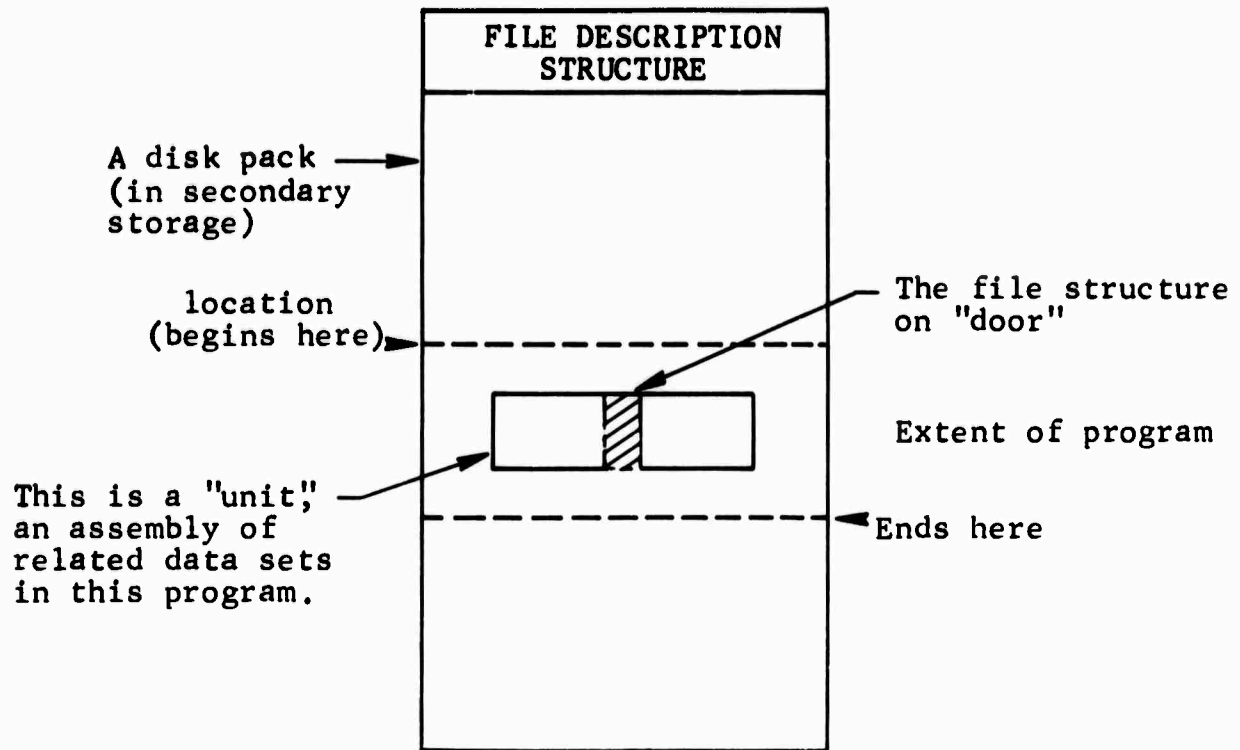 FILE DESCRIPTION
STRUCTURE
A disk pack
(in secondary
storage)
location
(begins here)
The file structure
on "door"
Extent of program
This is a "unit",
an assembly of
related data sets
in this program.
Ends here